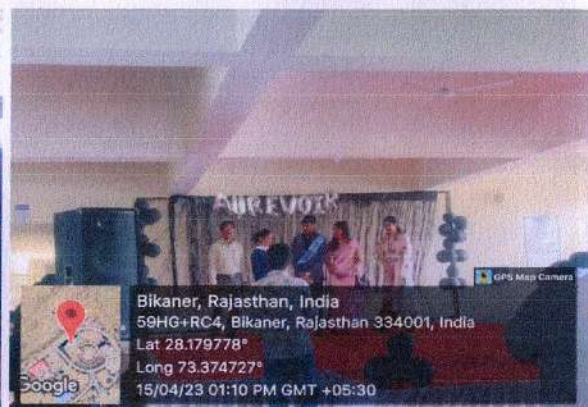 AUREVOIR
GPS Map Camera
Bikaner, Rajasthan, India
59HG+RC4, Bikaner, Rajasthan 334001, India
Lat 28.179778°
Long 73.374727°
15/04/23 01:10 PM GMT +05:30
Google